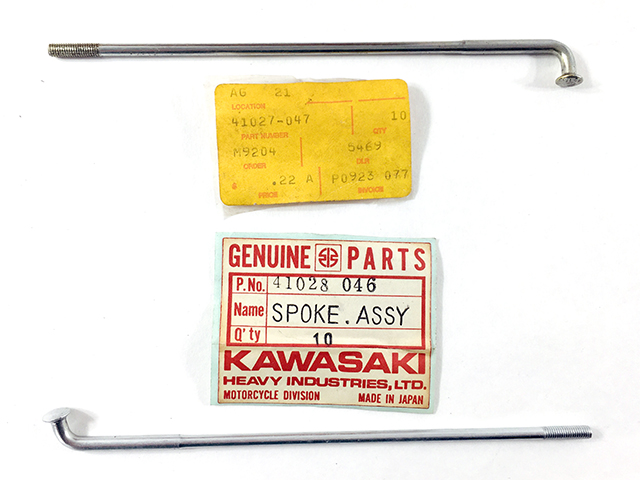 AG 21
LOCATION
41027-047 10
PART NUMBER QTY
M9204 5469
ORDER DLR
$ .22 A P0923 077
PRICE INVOICE
GENUINE PARTS
P.No. 41028 046
Name SPOKE.ASSY
Q'ty 10
KAWASAKI
HEAVY INDUSTRIES, LTD.
MOTORCYCLE DIVISION MADE IN JAPAN